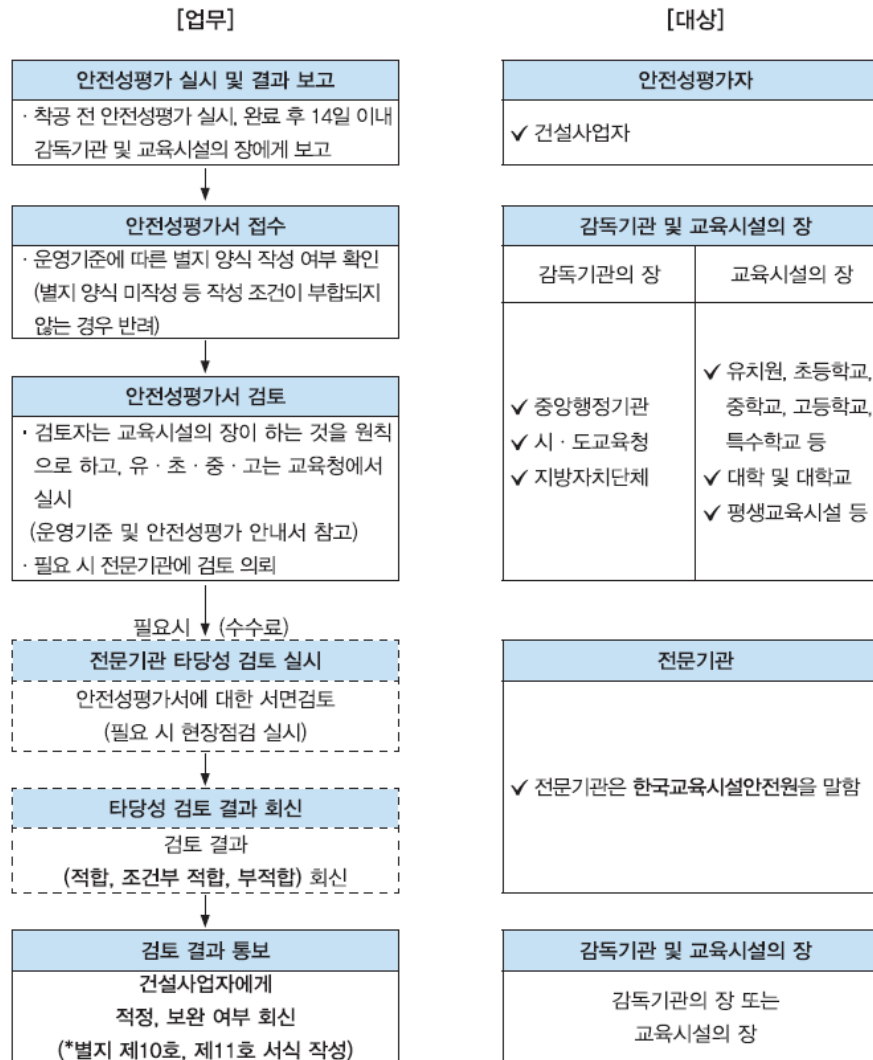 [업무]
[대상]
안전성평가 실시 및 결과 보고
· 착공 전 안전성평가 실시, 완료 후 14일 이내
감독기관 및 교육시설의 장에게 보고
안전성평가자
✓ 건설사업자
안전성평가서 접수
· 운영기준에 따른 별지 양식 작성 여부 확인
(별지 양식 미작성 등 작성 조건이 부합되지
않는 경우 반려)
안전성평가서 검토
· 검토자는 교육시설의 장이 하는 것을 원칙
으로 하고, 유 · 초 · 중 · 고는 교육청에서
실시
(운영기준 및 안전성평가 안내서 참고)
· 필요 시 전문기관에 검토 의뢰
감독기관 및 교육시설의 장
감독기관의 장
교육시설의 장
✓ 중앙행정기관
✓ 시 · 도교육청
✓ 지방자치단체
✓ 유치원, 초등학교,
중학교, 고등학교,
특수학교 등
✓ 대학 및 대학교
✓ 평생교육시설 등
필요시 (수수료)
전문기관 타당성 검토 실시
안전성평가서에 대한 서면검토
(필요 시 현장점검 실시)
타당성 검토 결과 회신
검토 결과
(적합, 조건부 적합, 부적합) 회신
전문기관
✓ 전문기관은 한국교육시설안전원을 말함
검토 결과 통보
건설사업자에게
적정, 보완 여부 회신
(*별지 제10호, 제11호 서식 작성)
감독기관 및 교육시설의 장
감독기관의 장 또는
교육시설의 장